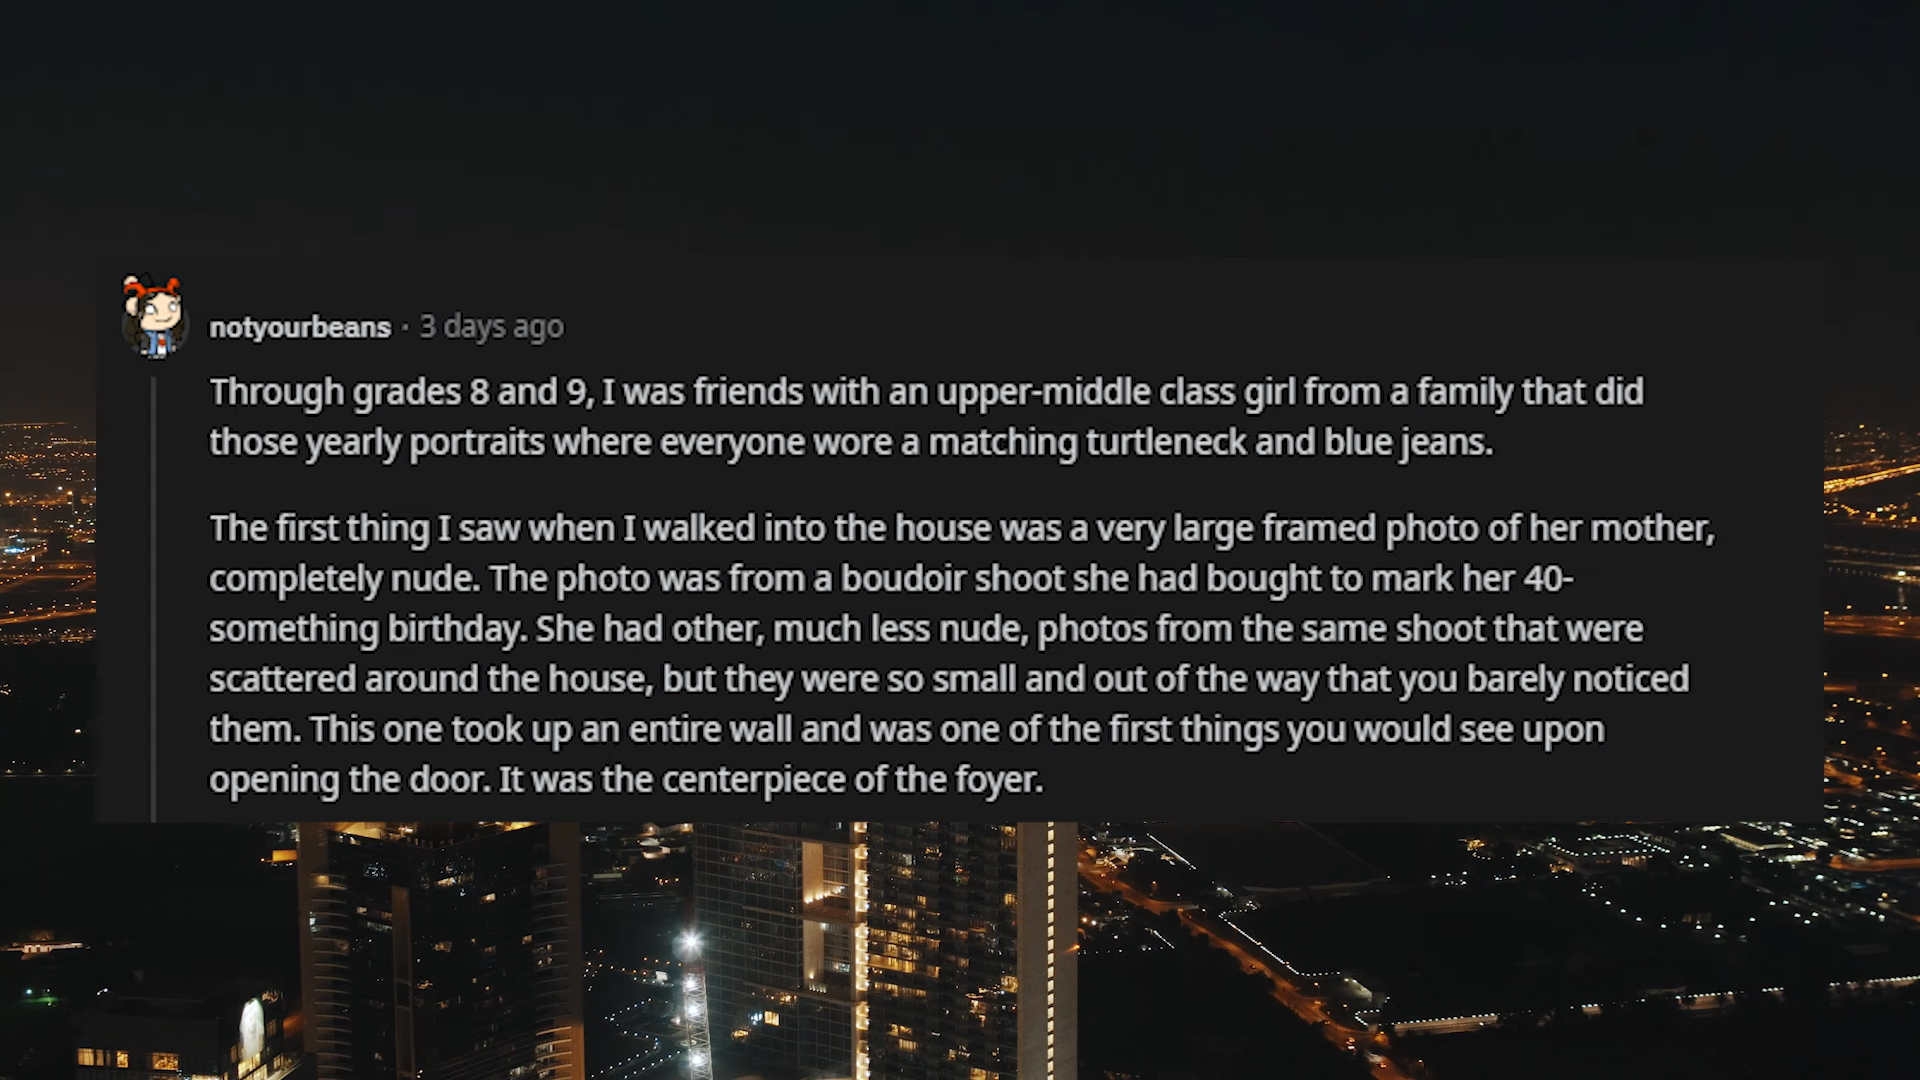 notyourbeans · 3 days ago
Through grades 8 and 9, I was friends with an upper-middle class girl from a family that did
those yearly portraits where everyone wore a matching turtleneck and blue jeans.
The first thing I saw when I walked into the house was a very large framed photo of her mother,
completely nude. The photo was from a boudoir shoot she had bought to mark her 40-
something birthday. She had other, much less nude, photos from the same shoot that were
scattered around the house, but they were so small and out of the way that you barely noticed
them. This one took up an entire wall and was one of the first things you would see upon
opening the door. It was the centerpiece of the foyer.